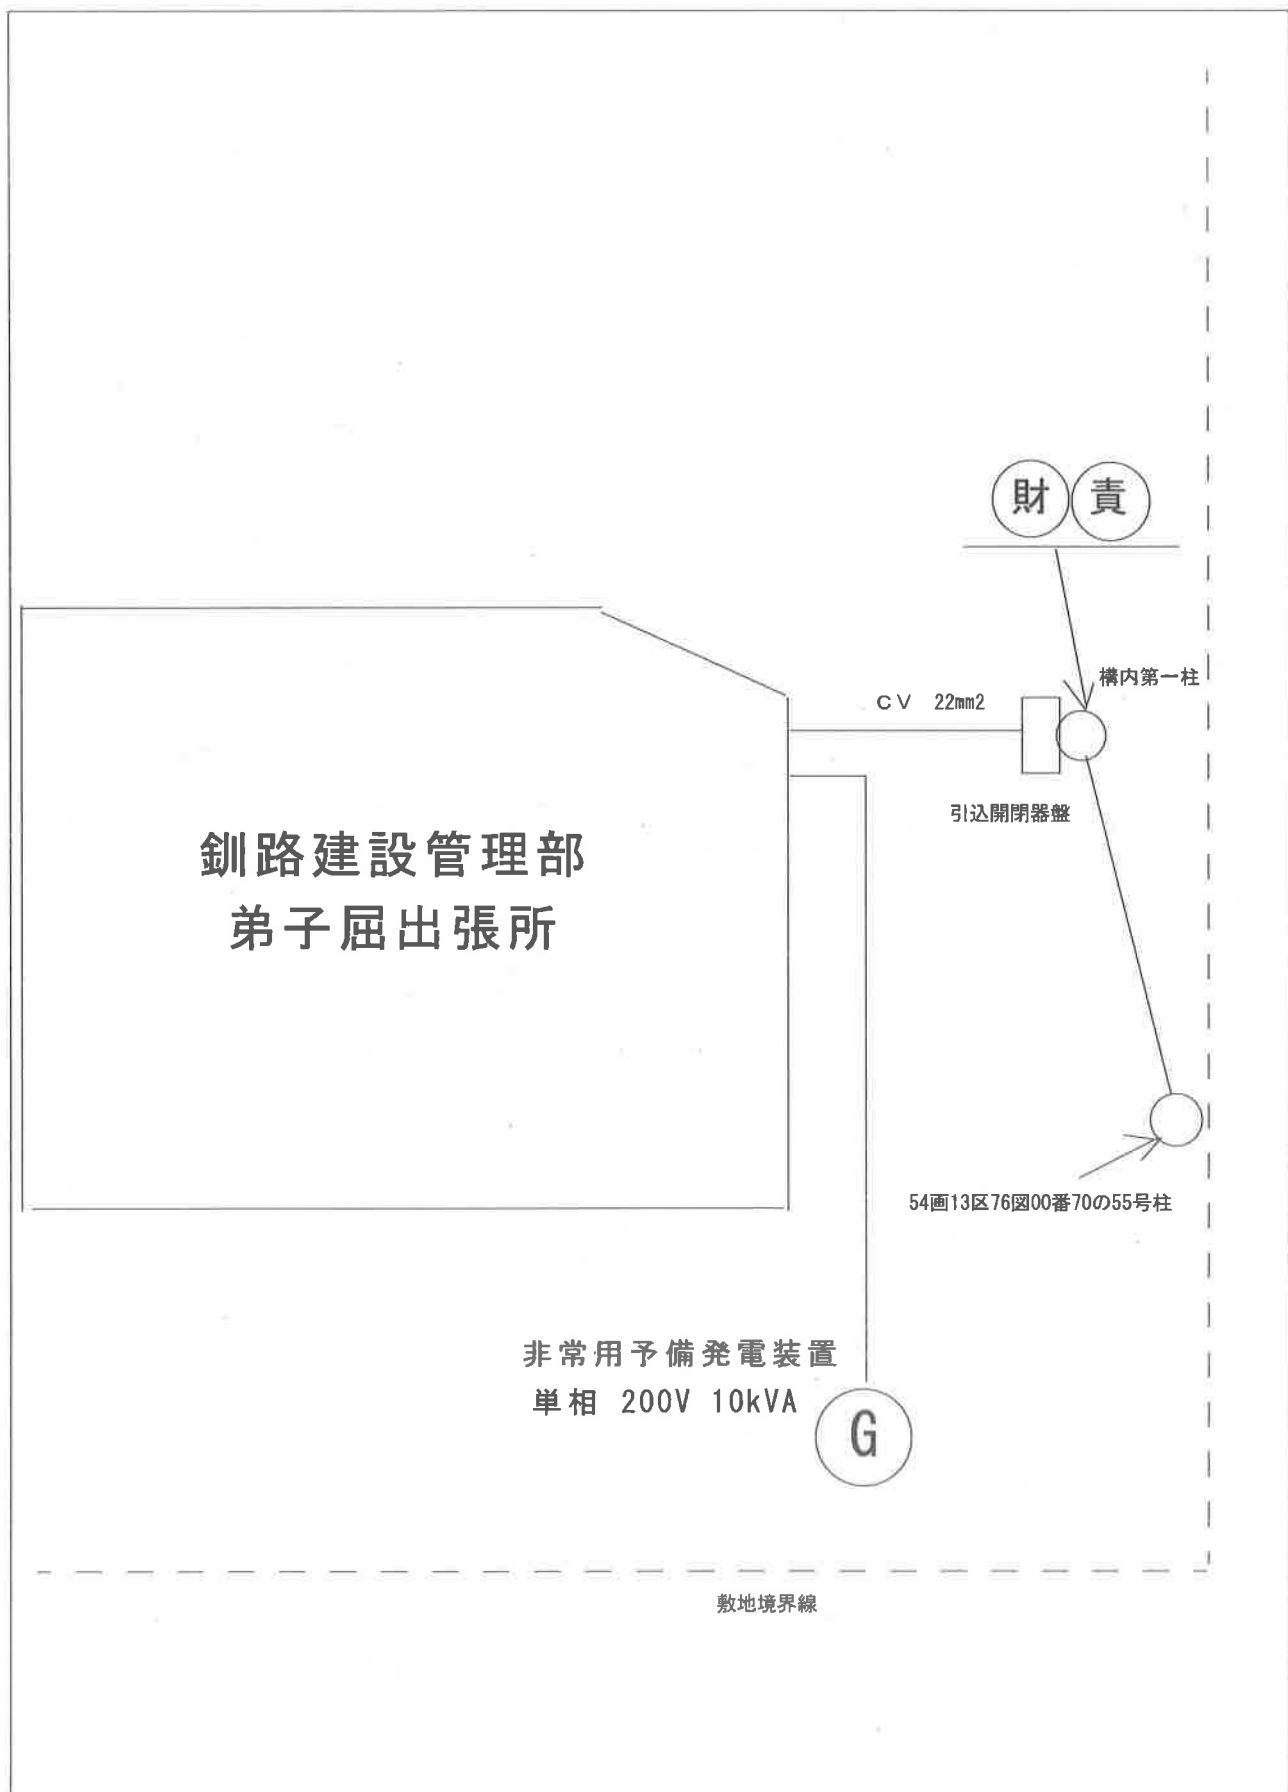 財 責
構内第一柱
CV 22mm2
引込開閉器盤
釧路建設管理部
弟子屈出張所
54画13区76図00番70の55号柱
非常用予備発電装置
単相 200V 10kVA
G
敷地境界線